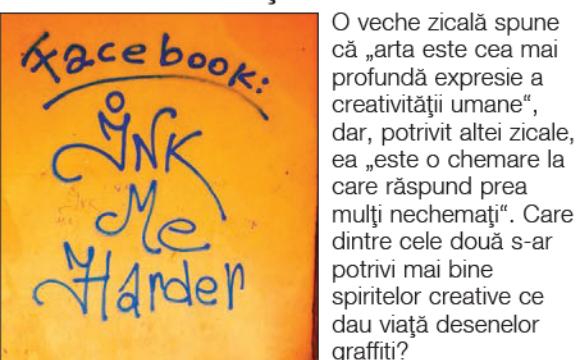 Facebook:
iNK
Me
Harder
O veche zicală spune
că „arta este cea mai
profundă expresie a
creativităţii umane“,
dar, potrivit altei zicale,
ea „este o chemare la
care răspund prea
mulţi nechemaţi“. Care
dintre cele două s-ar
potrivi mai bine
spiritelor creative ce
dau viaţă desenelor
graffiti?